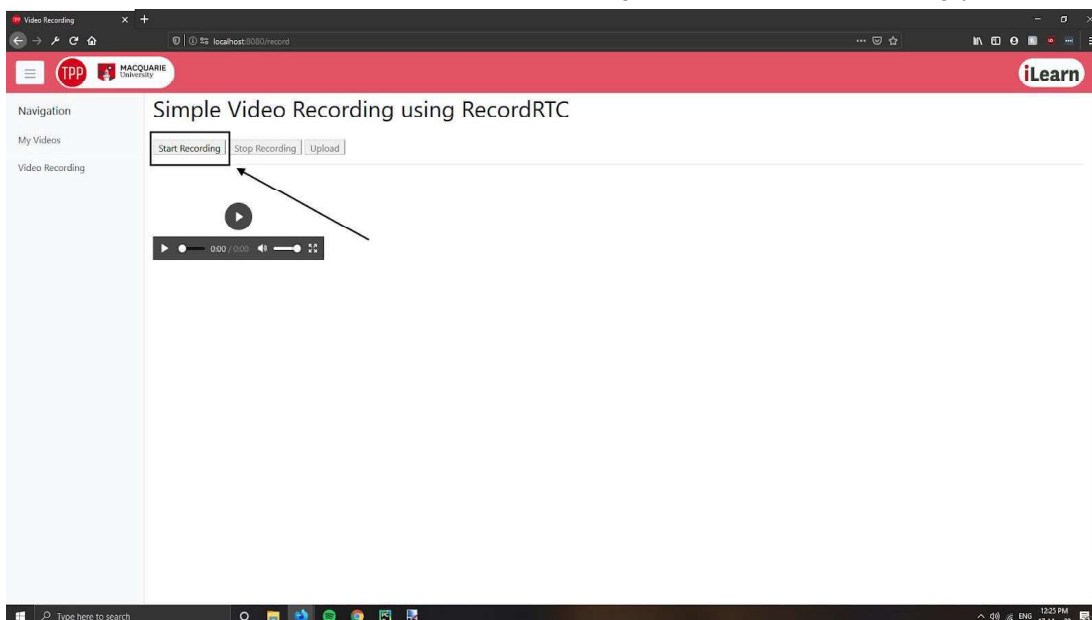 Video Recording
localhost:8080/record
TPP
MACQUARIE
University
iLearn
Navigation
Simple Video Recording using RecordRTC
My Videos
Start Recording Stop Recording Upload
Video Recording
0:00 / 0:00
Type here to search
ENG
12:25 PM